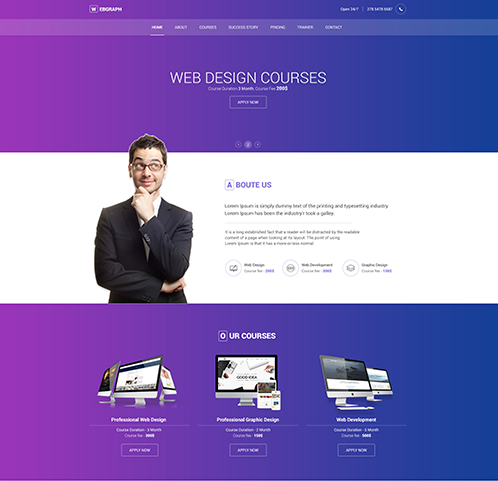 WEBGRAPH
Open 24/7 378 5478 6687
HOME ABOUT COURSES SUCCESS STORY PRICING TRAINER CONTACT
WEB DESIGN COURSES
Course Duration 3 Month, Course Fee 200$
APPLY NOW
1 2 3
ABOUTE US
Lorem ipsum is simply dummy text of the printing and typesetting industry
Lorem Ipsum has been the industry's took a galley.
It is a long established fact that a reader will be distracted by the readable
content of a page when looking at its layout. The point of using
Lorem Ipsum is that it has a more-or-less normal
Web Design
Course fee - 200$
Web Development
Course fee - 300$
Graphic Design
Course fee - 150$
OUR COURSES
GOOD IDEA
Professional Web Design
Course Duration - 3 Month
Course fee - 300$
APPLY NOW
Professional Graphic Design
Course Duration - 2 Month
Course fee - 150$
APPLY NOW
Web Development
Course Duration - 5 Month
Course fee - 500$
APPLY NOW